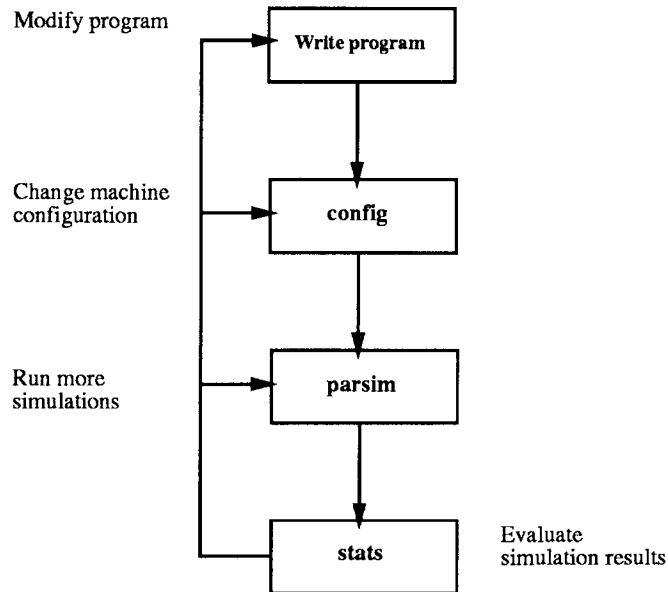 Modify program
Write program
Change machine
configuration
config
Run more
simulations
parsim
stats
Evaluate
simulation results